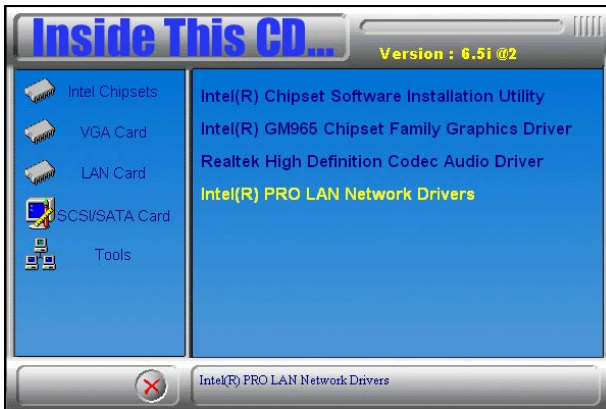 Inside This CD...
Version : 6.5i @2
Intel Chipsets
VGA Card
LAN Card
SCSI/SATA Card
Tools
Intel(R) Chipset Software Installation Utility
Intel(R) GM965 Chipset Family Graphics Driver
Realtek High Definition Codec Audio Driver
Intel(R) PRO LAN Network Drivers
Intel(R) PRO LAN Network Drivers